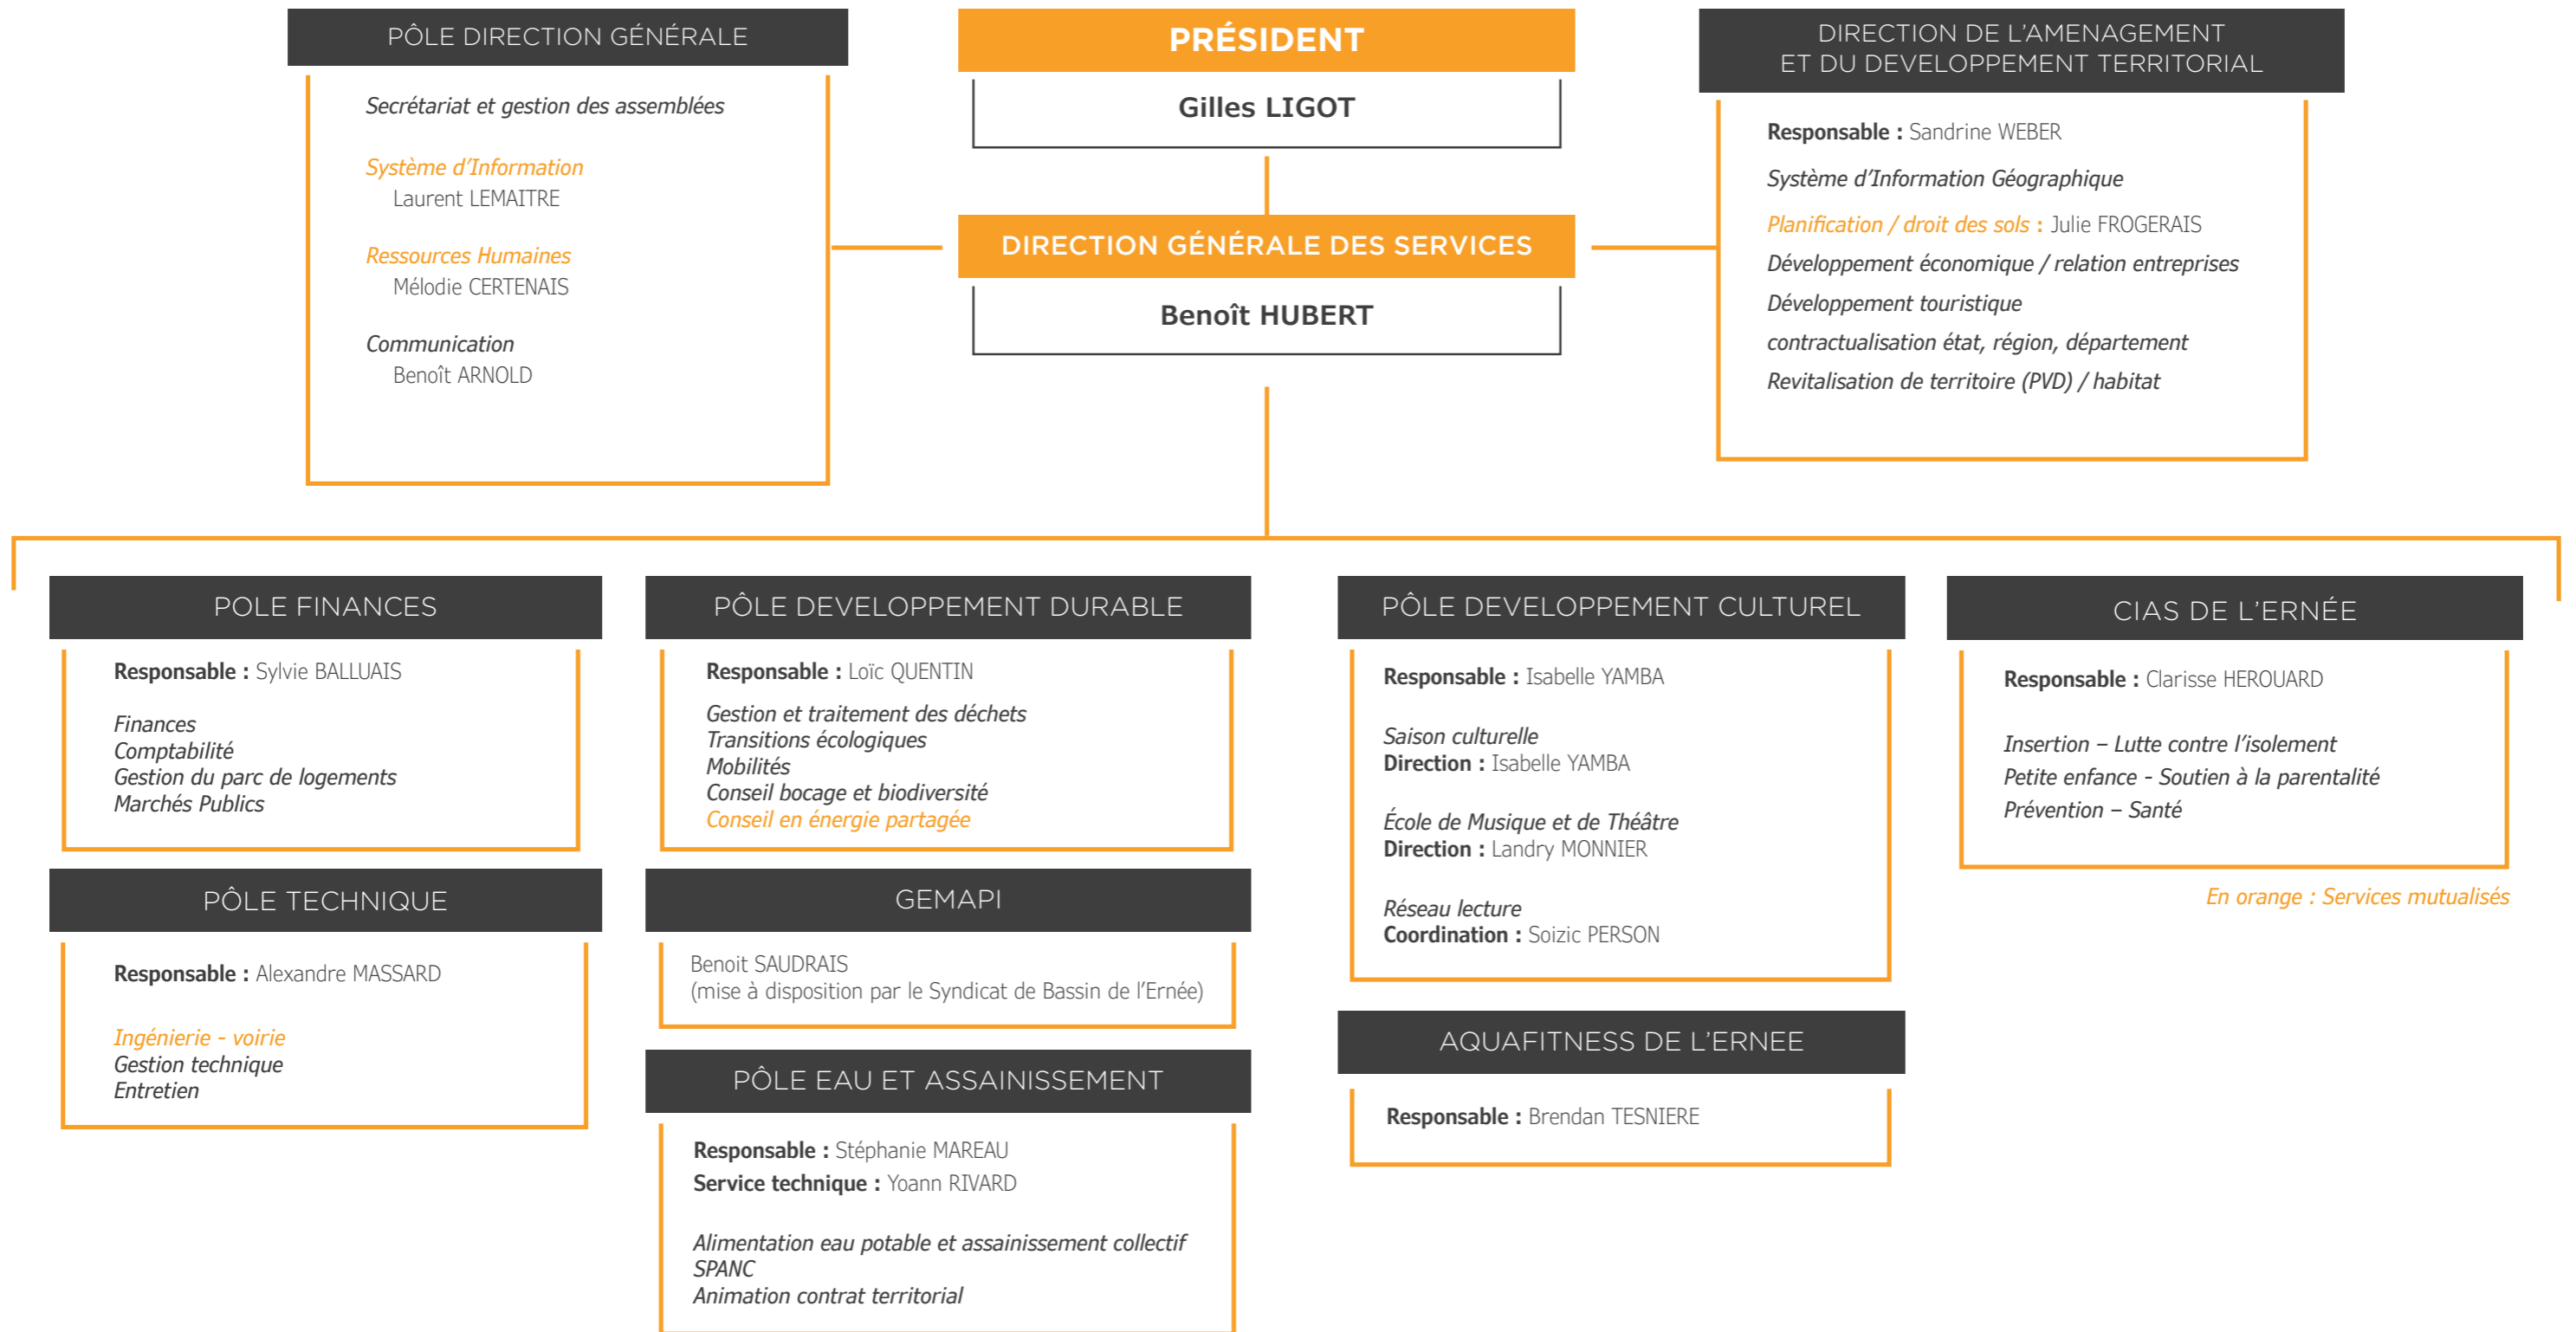 PÔLE DIRECTION GÉNÉRALE
Secrétariat et gestion des assemblées
Système d'Information
Laurent LEMAITRE
Ressources Humaines
Mélodie CERTENAIS
Communication
Benoît ARNOLD
PRÉSIDENT
Gilles LIGOT
DIRECTION GÉNÉRALE DES SERVICES
Benoît HUBERT
DIRECTION DE L'AMENAGEMENT
ET DU DEVELOPPEMENT TERRITORIAL
Responsable : Sandrine WEBER
Système d'Information Géographique
Planification / droit des sols : Julie FROGERAIS
Développement économique / relation entreprises
Développement touristique
contractualisation état, région, département
Revitalisation de territoire (PVD) / habitat
POLE FINANCES
Responsable : Sylvie BALLUAIS
Finances
Comptabilité
Gestion du parc de logements
Marchés Publics
PÔLE TECHNIQUE
Responsable : Alexandre MASSARD
Ingénierie - voirie
Gestion technique
Entretien
PÔLE DEVELOPPEMENT DURABLE
Responsable : Loïc QUENTIN
Gestion et traitement des déchets
Transitions écologiques
Mobilités
Conseil bocage et biodiversité
Conseil en énergie partagée
GEMAPI
Benoit SAUDRAIS
(mise à disposition par le Syndicat de Bassin de l'Ernée)
PÔLE EAU ET ASSAINISSEMENT
Responsable : Stéphanie MAREAU
Service technique : Yoann RIVARD
Alimentation eau potable et assainissement collectif
SPANC
Animation contrat territorial
PÔLE DEVELOPPEMENT CULTUREL
Responsable : Isabelle YAMBA
Saison culturelle
Direction : Isabelle YAMBA
École de Musique et de Théâtre
Direction : Landry MONNIER
Réseau lecture
Coordination : Soizic PERSON
AQUAFITNESS DE L'ERNEE
Responsable : Brendan TESNIERE
CIAS DE L'ERNÉE
Responsable : Clarisse HEROUARD
Insertion – Lutte contre l'isolement
Petite enfance - Soutien à la parentalité
Prévention – Santé
En orange : Services mutualisés